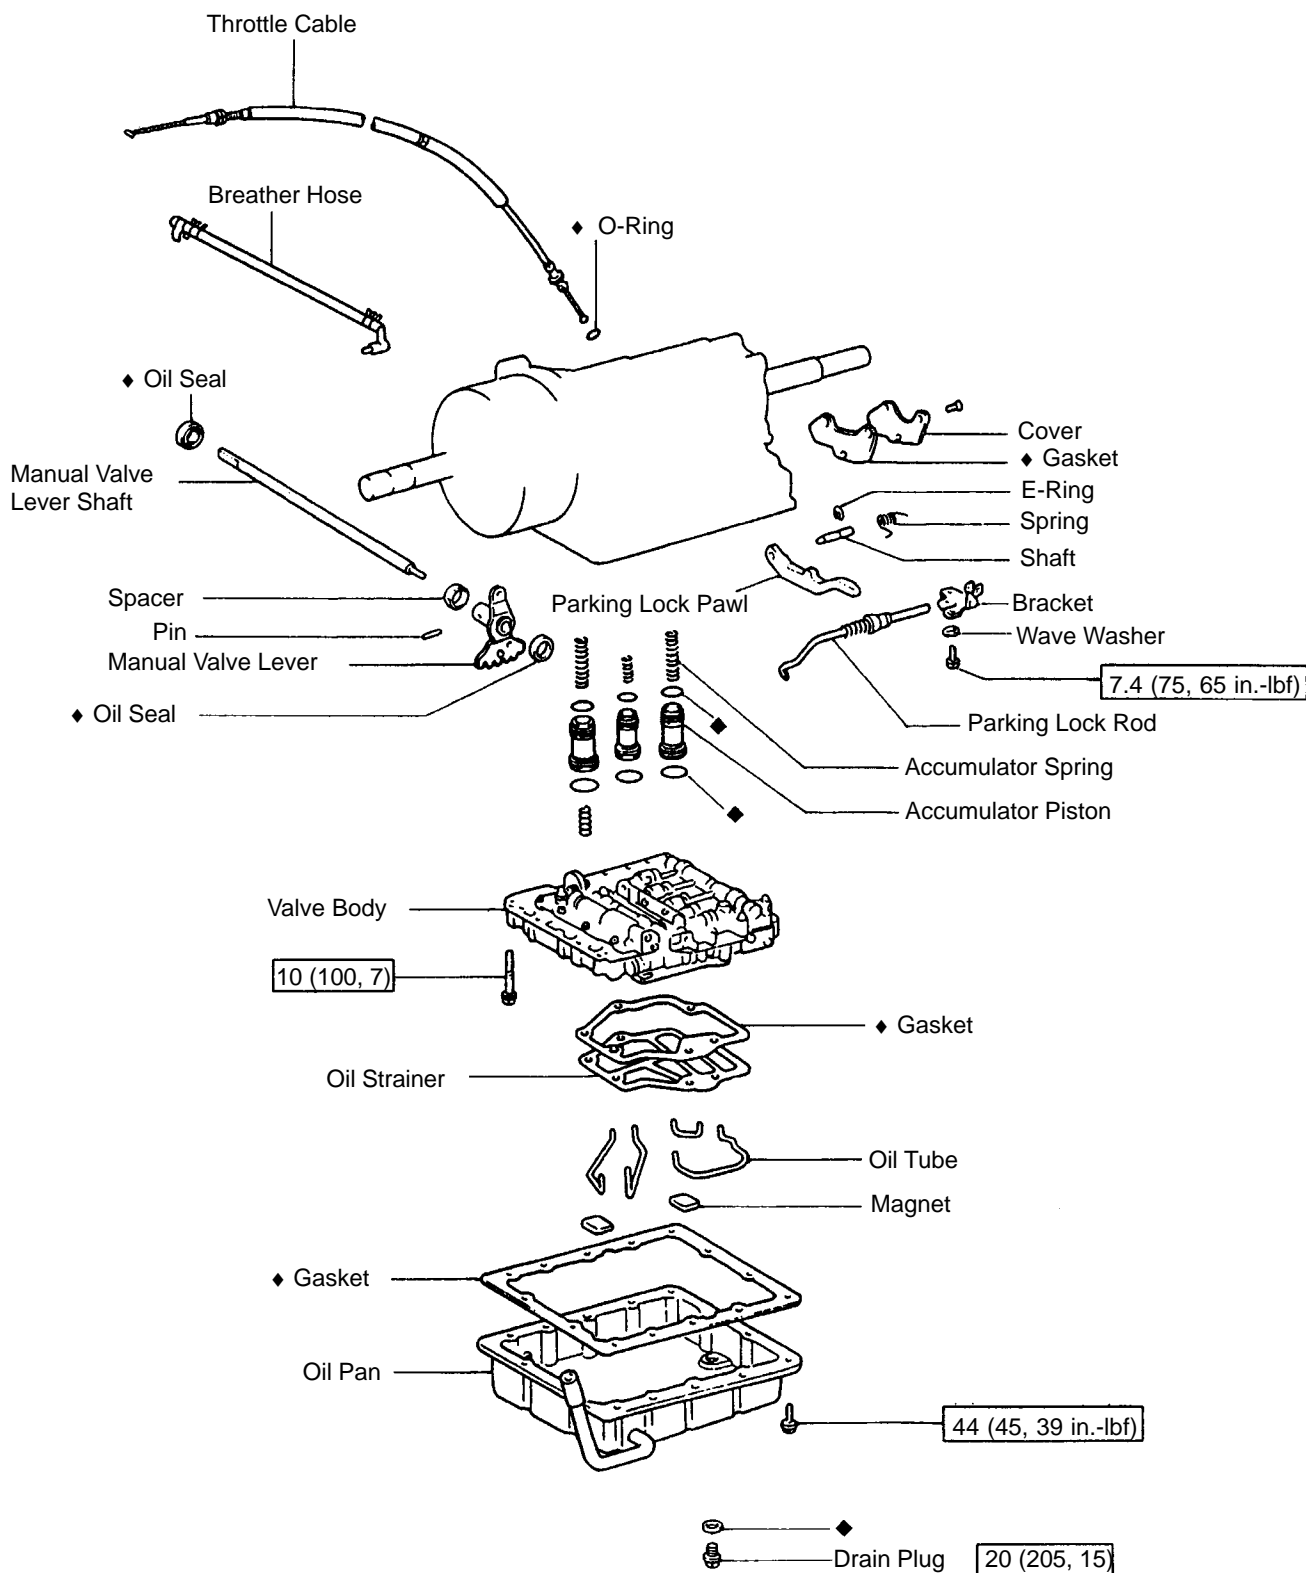 Throttle Cable
Breather Hose
♦ O-Ring
♦ Oil Seal
Cover
♦ Gasket
Manual Valve
Lever Shaft
E-Ring
Spring
Shaft
Spacer
Parking Lock Pawl
Bracket
Pin
Wave Washer
Manual Valve Lever
7.4 (75, 65 in.-lbf)
♦ Oil Seal
Parking Lock Rod
♦
Accumulator Spring
Accumulator Piston
♦
Valve Body
10 (100, 7)
♦ Gasket
Oil Strainer
Oil Tube
Magnet
♦ Gasket
Oil Pan
44 (45, 39 in.-lbf)
♦
Drain Plug
20 (205, 15)